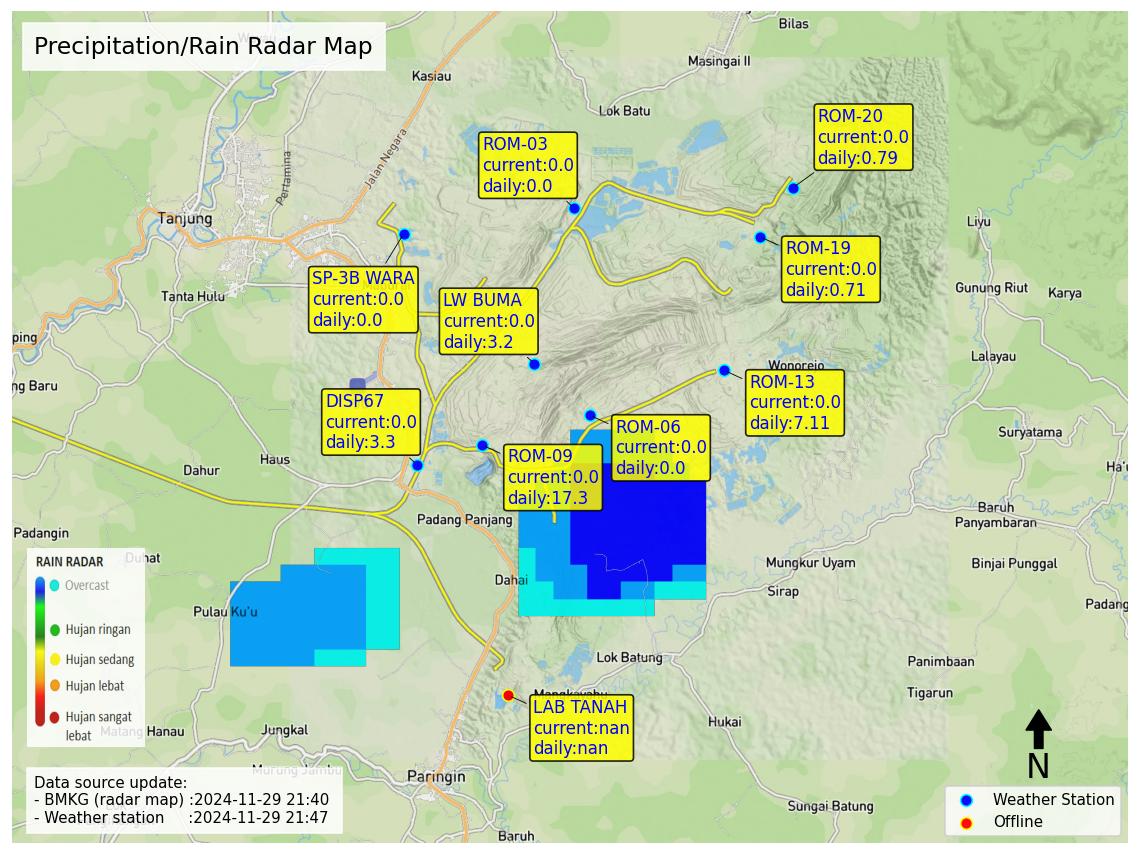 Precipitation/Rain Radar Map
Bilas
Masingai II
Kasiau
Lok Batu
Jalan Negara
Pertamina
Tanjung
Tanta Hulu
ROM-03
current:0.0
daily:0.0
ROM-20
current:0.0
daily:0.79
ROM-19
current:0.0
daily:0.71
SP-3B WARA
current:0.0
daily:0.0
LW BUMA
current:0.0
daily:3.2
Liyu
Gunung Riut
Karya
Lalayau
ping
ng Baru
Wonorejo
ROM-13
current:0.0
daily:7.11
DISP67
current:0.0
daily:3.3
ROM-06
current:0.0
daily:0.0
ROM-09
current:0.0
daily:17.3
Suryatama
Ha'u
Haus
Dahur
Padangin
Padang Panjang
Baruh
Panyambaran
Binjai Punggal
Mungkur Uyam
Sirap
Padang
Duhat
Dahai
Pulau Ku'u
RAIN RADAR
Overcast
Hujan ringan
Hujan sedang
Hujan lebat
Hujan sangat
lebat
Lok Batung
Panimbaan
Tigarun
Mangkayahu
LAB TANAH
current:nan
daily:nan
Hukai
Matang Hanau
Jungkal
Murung Jambu
Paringin
Sungai Batung
Baruh
Data source update:
- BMKG (radar map) :2024-11-29 21:40
- Weather station :2024-11-29 21:47
N
Weather Station
Offline